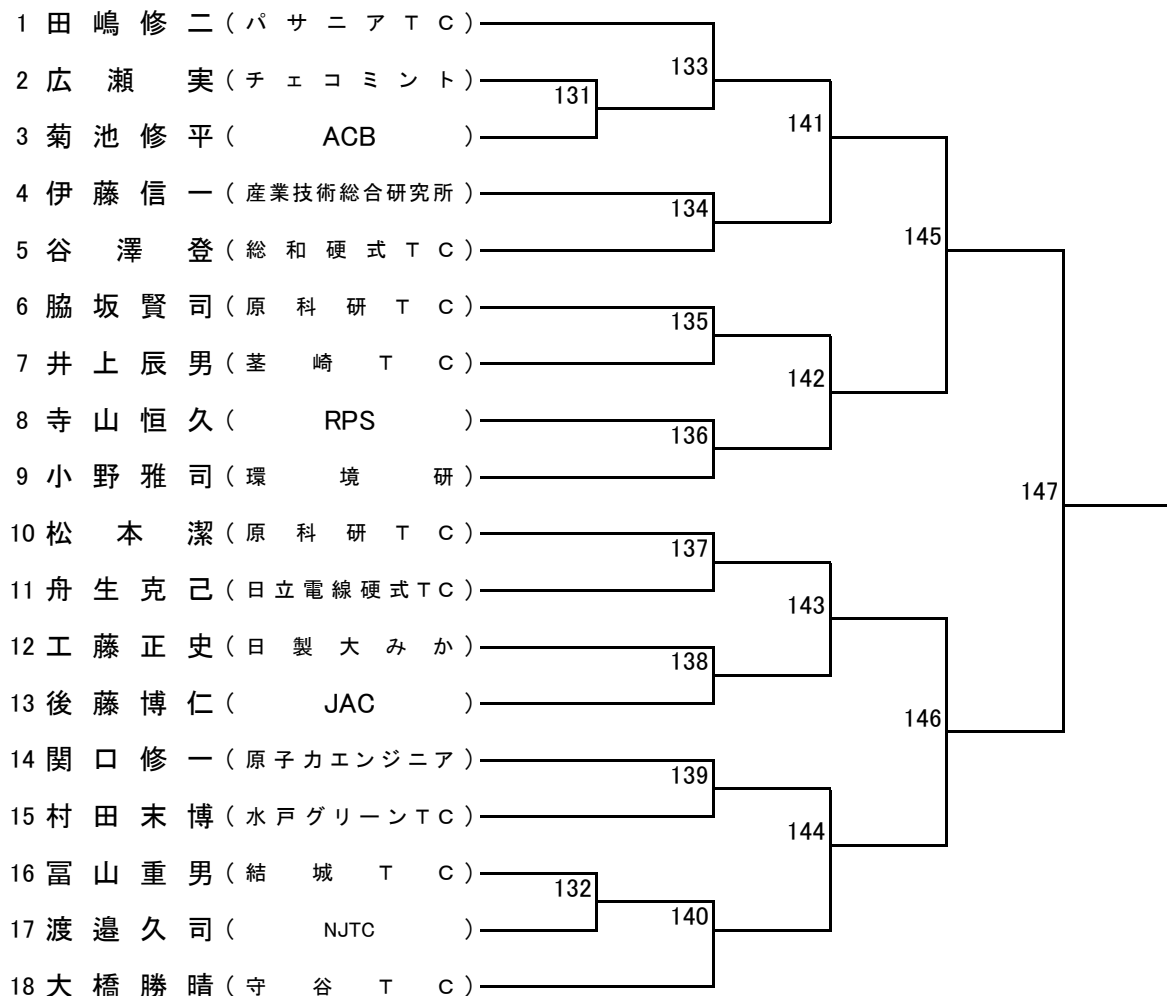 1 田嶋修二(パサニアTC)
133
2 広瀬実(チェコミント)
131
3 菊池修平(ACB)
141
4 伊藤信一(産業技術総合研究所)
134
5 谷澤登(総和硬式TC)
145
6 脇坂賢司(原科研TC)
135
7 井上辰男(茎崎TC)
142
8 寺山恒久(RPS)
136
9 小野雅司(環境研)
147
10 松本潔(原科研TC)
137
11 舟生克己(日立電線硬式TC)
143
12 工藤正史(日製大みか)
138
13 後藤博仁(JAC)
146
14 関口修一(原子力エンジニア)
139
15 村田末博(水戸グリーンTC)
144
16 冨山重男(結城TC)
132
17 渡邉久司(NJTC)
140
18 大橋勝晴(守谷TC)